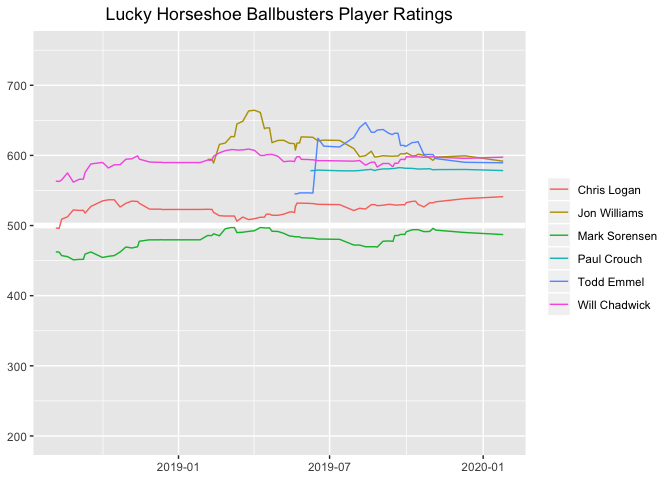 Lucky Horseshoe Ballbusters Player Ratings
700
600
500
400
300
200
2019-01
2019-07
2020-01
Chris Logan
Jon Williams
Mark Sorensen
Paul Crouch
Todd Emmel
Will Chadwick